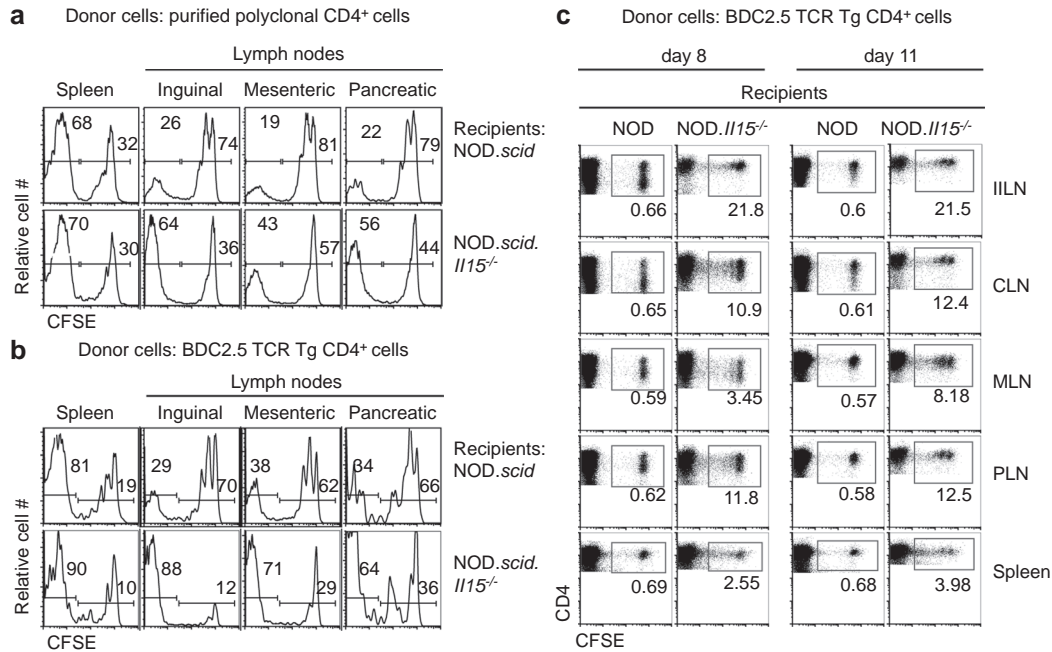 a
Donor cells: purified polyclonal CD4+ cells
Lymph nodes
Spleen Inguinal Mesenteric Pancreatic
68 32 26 74 19 81 22 79
Recipients:
NOD.scid
70 30 64 36 43 57 56 44
NOD.scid.
Il15-/-
Relative cell #
CFSE
b
Donor cells: BDC2.5 TCR Tg CD4+ cells
Lymph nodes
Spleen Inguinal Mesenteric Pancreatic
81 19 29 70 38 62 34 66
Recipients:
NOD.scid
90 10 88 12 71 29 64 36
NOD.scid.
Il15-/-
Relative cell #
CFSE
c
Donor cells: BDC2.5 TCR Tg CD4+ cells
day 8 day 11
Recipients
NOD NOD.Il15-/- NOD NOD.Il15-/-
0.66 21.8 0.6 21.5 IILN
0.65 10.9 0.61 12.4 CLN
0.59 3.45 0.57 8.18 MLN
0.62 11.8 0.58 12.5 PLN
0.69 2.55 0.68 3.98 Spleen
CD4
CFSE